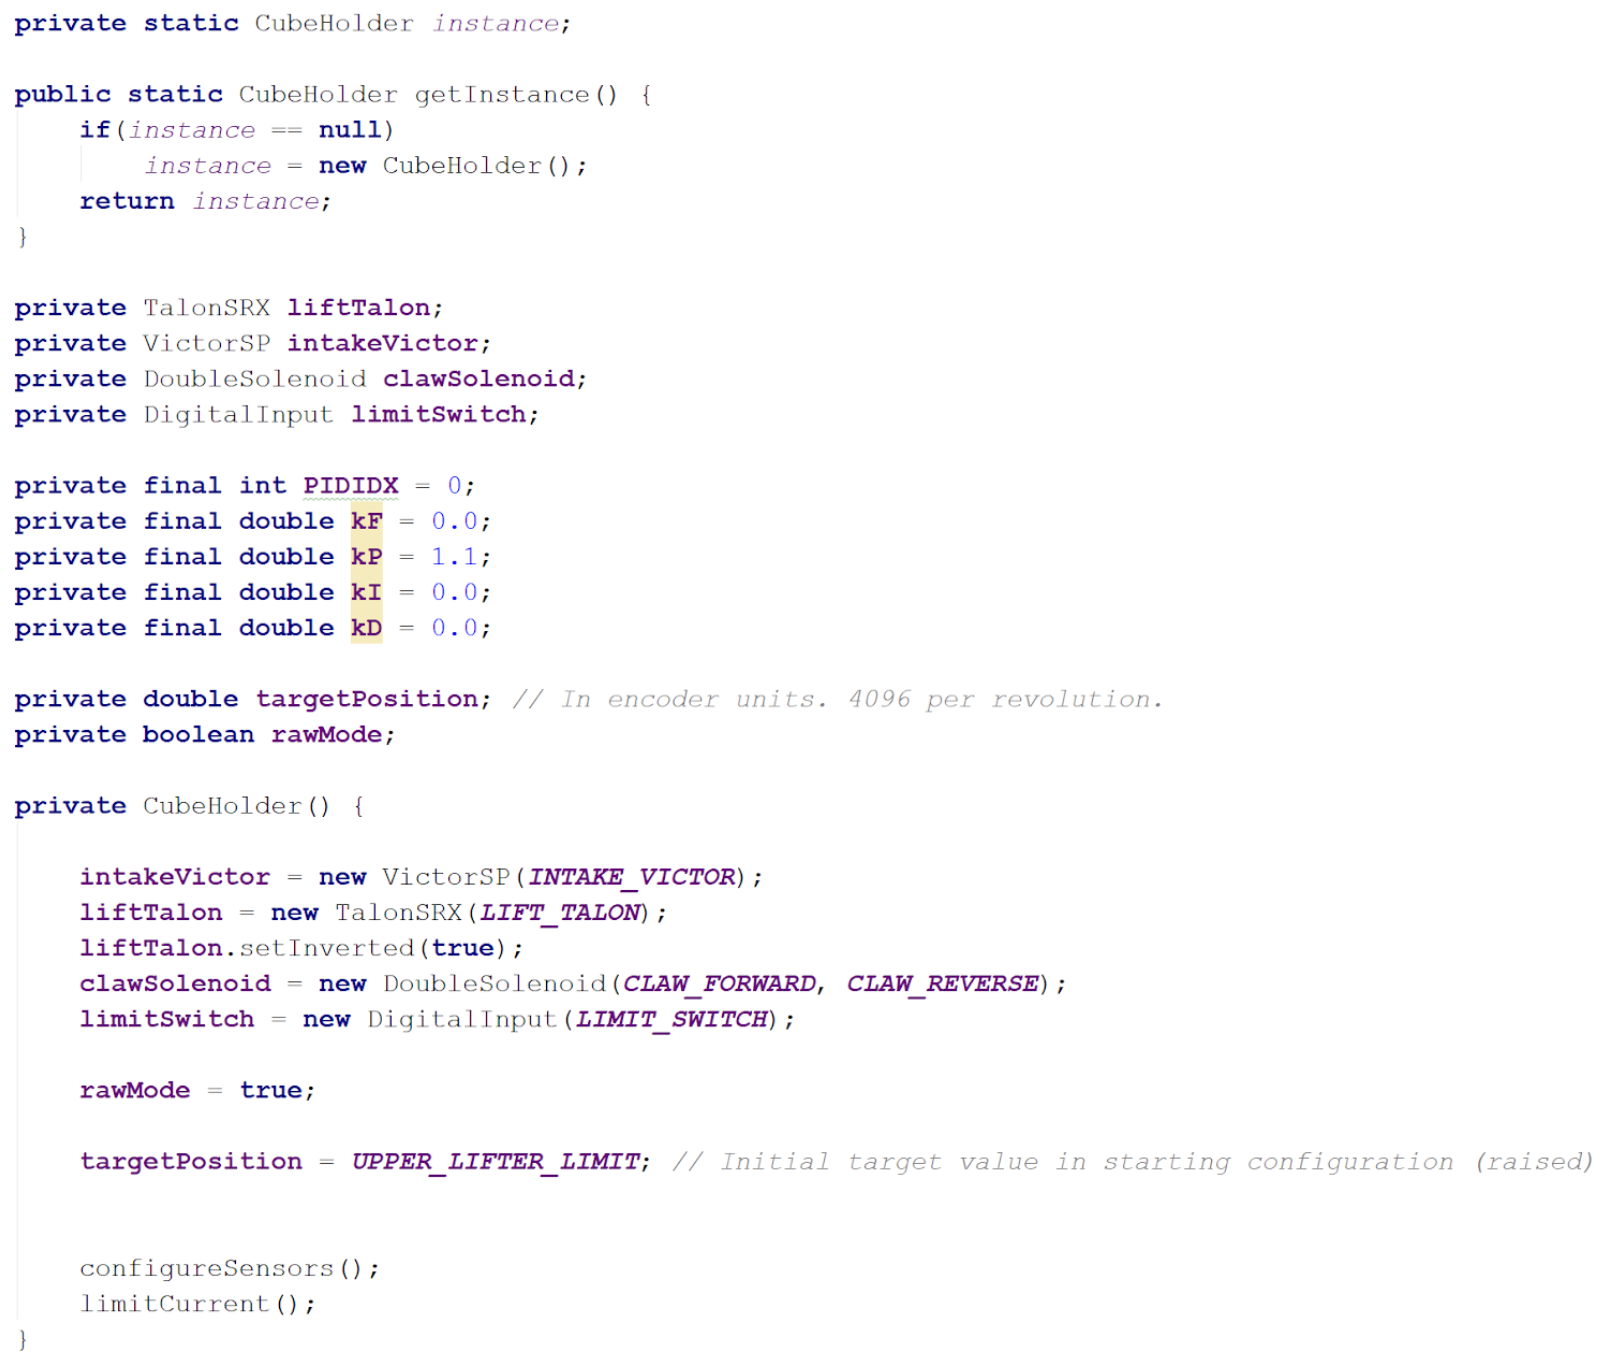 private static CubeHolder instance;
public static CubeHolder getInstance() {
if(instance == null)
instance = new CubeHolder();
return instance;
}
private TalonSRX liftTalon;
private VictorSP intakeVictor;
private DoubleSolenoid clawSolenoid;
private DigitalInput limitSwitch;
private final int PIDIDX = 0;
private final double kF = 0.0;
private final double kP = 1.1;
private final double kI = 0.0;
private final double kD = 0.0;
private double targetPosition; // In encoder units. 4096 per revolution.
private boolean rawMode;
private CubeHolder() {
intakeVictor = new VictorSP(INTAKE_VICTOR);
liftTalon = new TalonSRX(LIFT_TALON);
liftTalon.setInverted(true);
clawSolenoid = new DoubleSolenoid(CLAW_FORWARD, CLAW_REVERSE);
limitSwitch = new DigitalInput(LIMIT_SWITCH);
rawMode = true;
targetPosition = UPPER_LIFTER_LIMIT; // Initial target value in starting configuration (raised)
configureSensors();
limitCurrent();
}